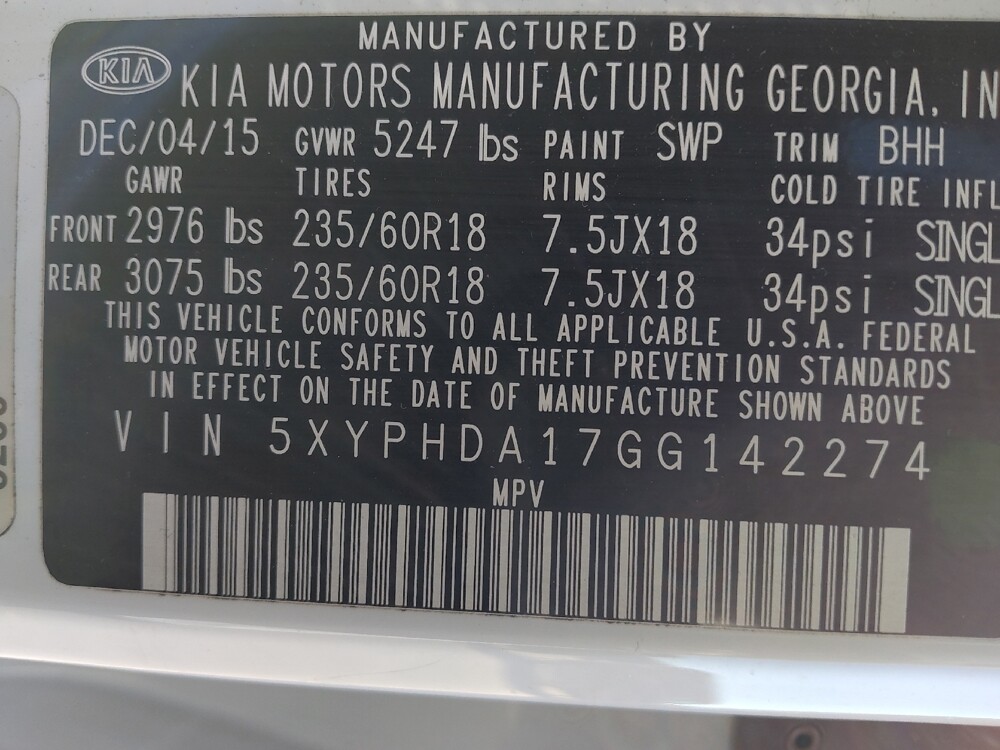 MANUFACTURED BY
KIA KIA MOTORS MANUFACTURING GEORGIA, IN
DEC/04/15 GVWR 5247 lbs PAINT SWP TRIM BHH
GAWR TIRES RIMS COLD TIRE INFL
FRONT 2976 lbs 235/60R18 7.5JX18 34psi SINGL
REAR 3075 lbs 235/60R18 7.5JX18 34psi SINGL
THIS VEHICLE CONFORMS TO ALL APPLICABLE U.S.A. FEDERAL
MOTOR VEHICLE SAFETY AND THEFT PREVENTION STANDARDS
IN EFFECT ON THE DATE OF MANUFACTURE SHOWN ABOVE
VIN 5XYPHDA17GG142274
MPV